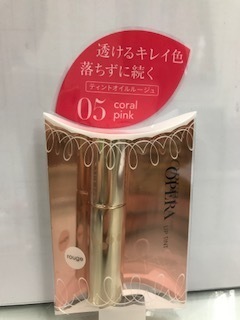 透けるキレイ色
落ちずに続く
ティントオイルルージュ
05 coral
pink
OPERA
LIP TINT
rouge